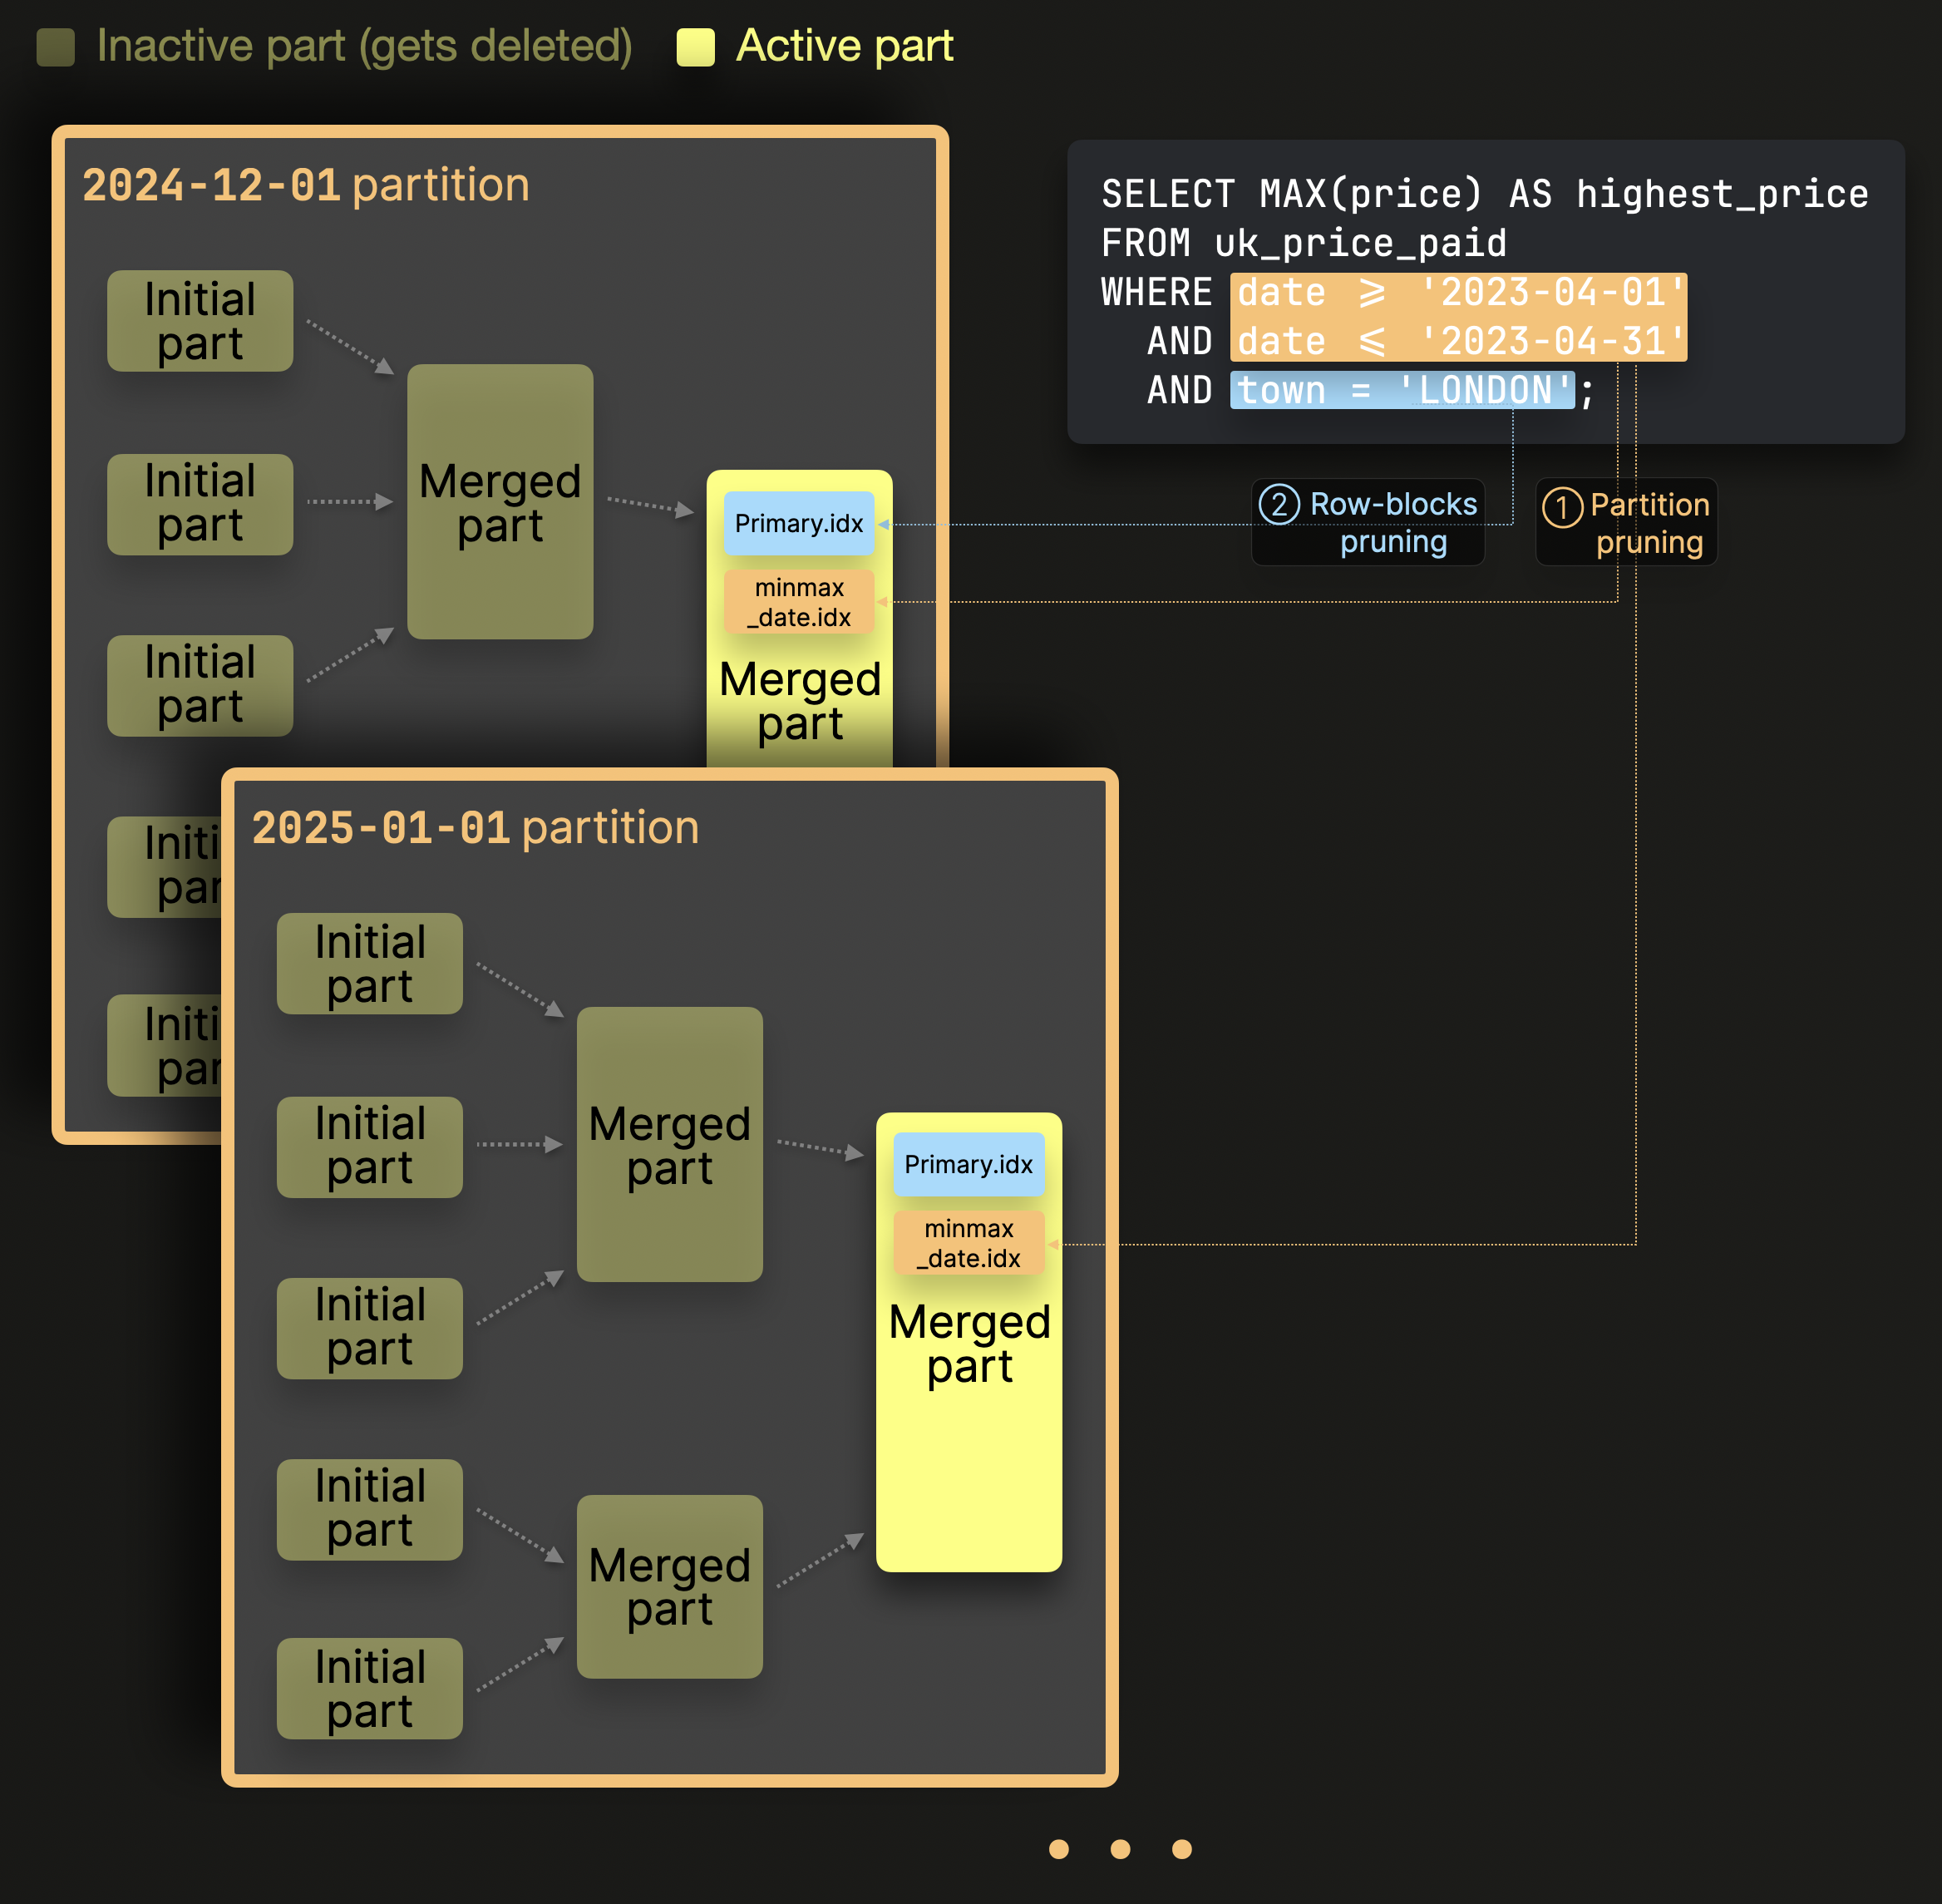 Inactive part (gets deleted)
Active part
2024-12-01 partition
Initial
part
Initial
part
Initial
part
Merged
part
Primary.idx
minmax
_date.idx
Merged
part
SELECT MAX(price) AS highest_price
FROM uk_price_paid
WHERE date ⩾ '2023-04-01'
AND date ⩽ '2023-04-31'
AND town = 'LONDON';
② Row-blocks
pruning
① Partition
pruning
2025-01-01 partition
Initial
part
Initial
part
Initial
part
Initial
part
Initial
part
Merged
part
Merged
part
Primary.idx
minmax
_date.idx
Merged
part